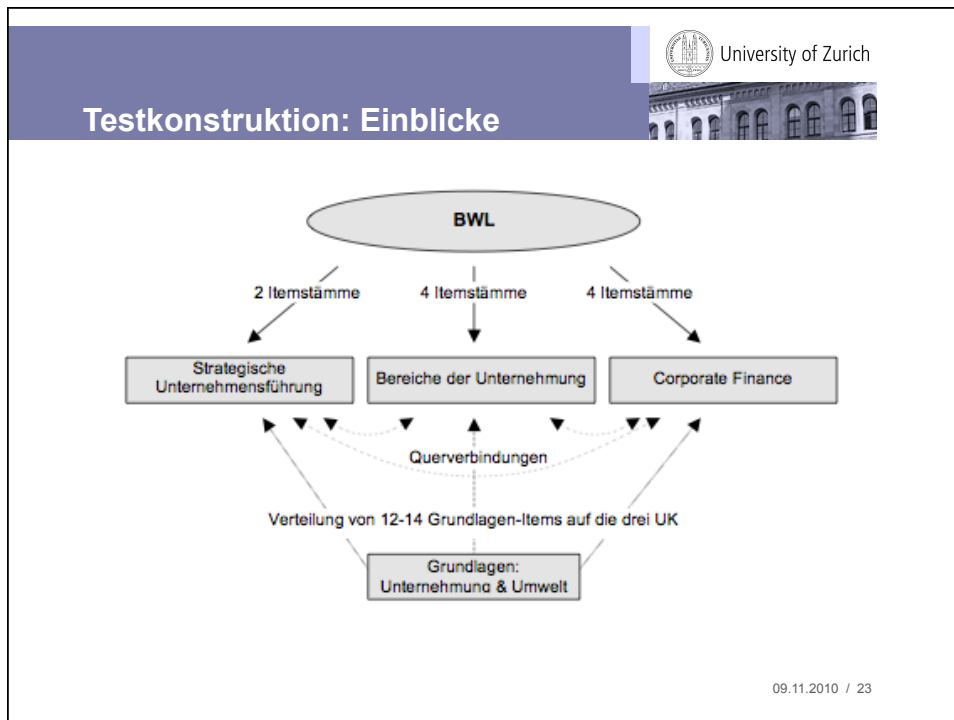 University of Zurich
Testkonstruktion: Einblicke
BWL
2 Itemstämme
4 Itemstämme
4 Itemstämme
Strategische
Unternehmensführung
Bereiche der Unternehmung
Corporate Finance
Querverbindungen
Verteilung von 12-14 Grundlagen-Items auf die drei UK
Grundlagen:
Unternehmung & Umwelt
09.11.2010 / 23